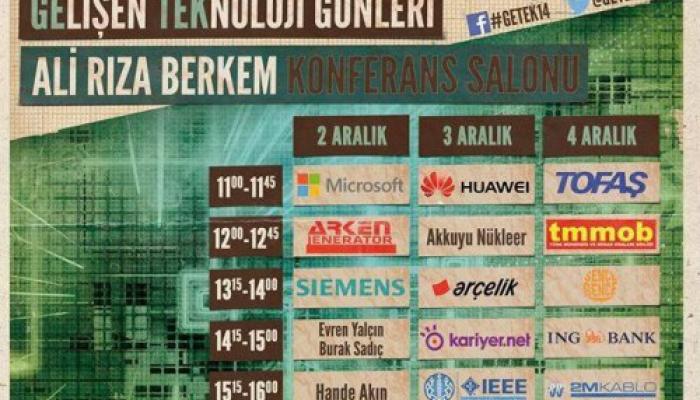 GELİŞEN TEKNOLOJİ GÜNLERİ
#GETEK14
@GETEK14
ALİ RIZA BERKEM KONFERANS SALONU
2 ARALIK 3 ARALIK 4 ARALIK
11⁰⁰-11⁴⁵ Microsoft HUAWEI TOFAŞ
12⁰⁰-12⁴⁵ ARKEN JENERATÖR Akkuyu Nükleer tmmob
13¹⁵-14⁰⁰ SIEMENS arçelik
14¹⁵-15⁰⁰ Evren Yalçın kariyer.net ING BANK
Burak Sadıç
15¹⁵-16⁰⁰ Hande Akın IEEE 2M KABLO